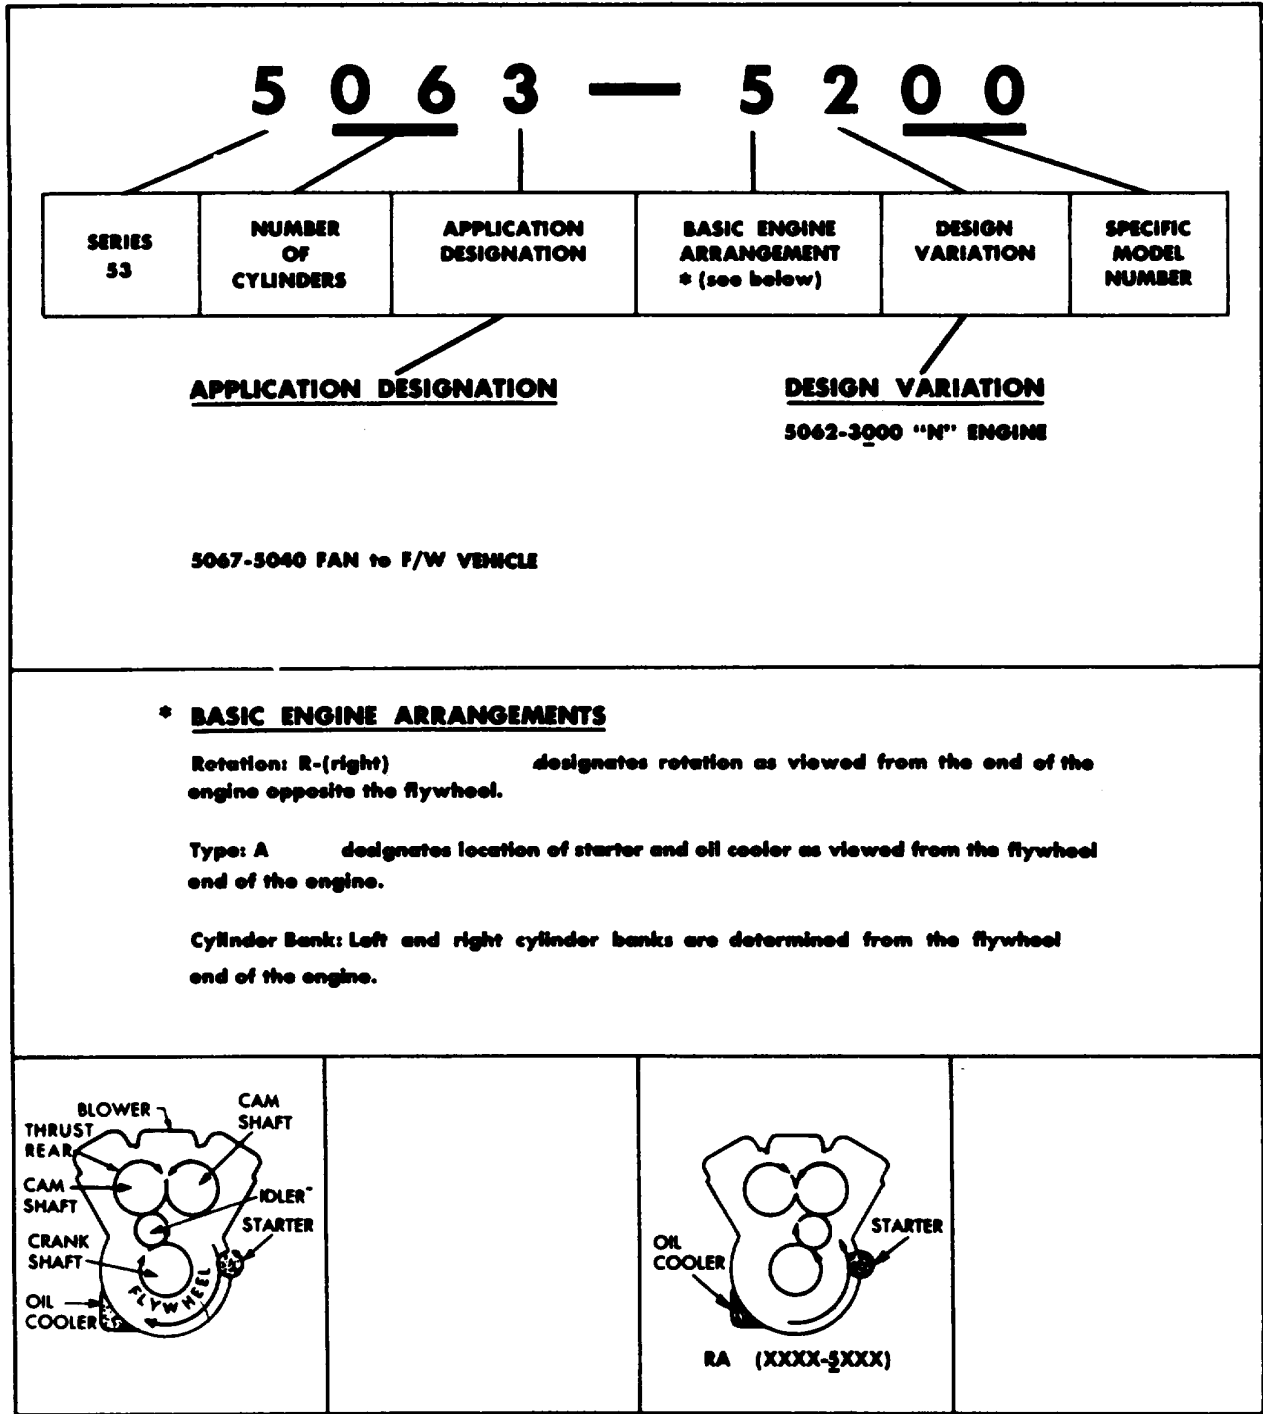 5 0 6 3 — 5 2 0 0
SERIES
53
NUMBER
OF
CYLINDERS
APPLICATION
DESIGNATION
BASIC ENGINE
ARRANGEMENT
* (see below)
DESIGN
VARIATION
SPECIFIC
MODEL
NUMBER
APPLICATION DESIGNATION
DESIGN VARIATION
5062-3000 "N" ENGINE
5067-5040 FAN to F/W VEHICLE
* BASIC ENGINE ARRANGEMENTS
Rotation: R-(right) designates rotation as viewed from the end of the
engine opposite the flywheel.
Type: A designates location of starter and oil cooler as viewed from the flywheel
end of the engine.
Cylinder Bank: Left and right cylinder banks are determined from the flywheel
end of the engine.
BLOWER
CAM
SHAFT
THRUST
REAR
CAM
SHAFT
IDLER
STARTER
CRANK
SHAFT
FLYWHEEL
OIL
COOLER
OIL
COOLER
STARTER
RA (XXXX-5XXX)